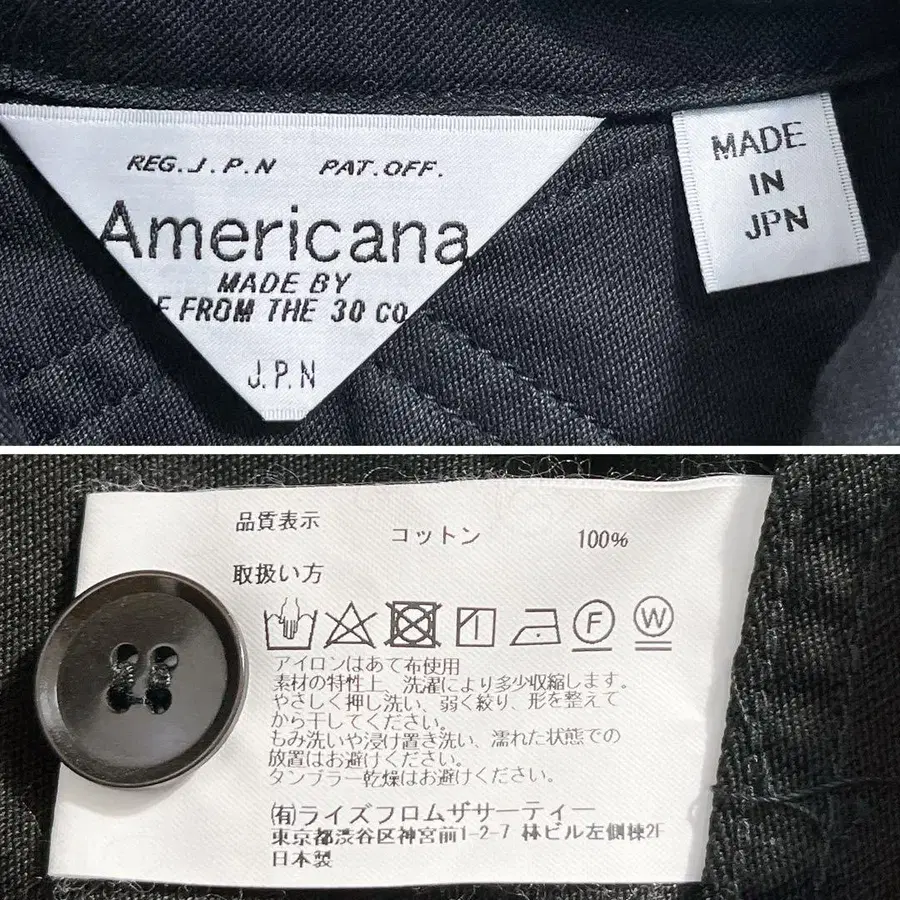 REG.J.P.N PAT.OFF.
Americana
MADE BY
E FROM THE 30 CO
J.P.N
MADE
IN
JPN
品質表示 コットン 100%
取扱い方
F W
アイロンはあて布使用
素材の特性上、洗濯により多少収縮します。
やさしく押し洗い、弱く絞り、形を整えて
から干してください。
もみ洗いや浸け置き洗い、濡れた状態での
放置はお避けください。
タンブラー乾燥はお避けください。
㈲ライズフロムザサーティー
東京都渋谷区神宮前1-2-7 林ビル左側棟2F
日本製